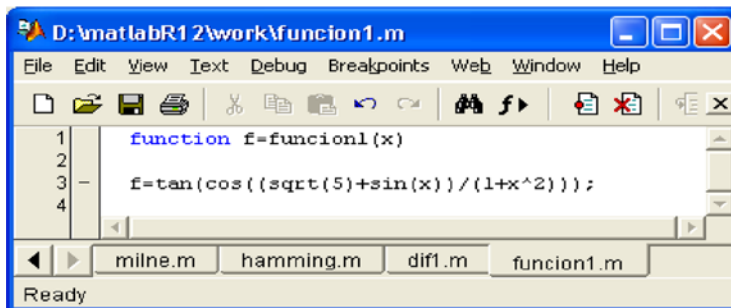 D:\matlabR12\work\funcion1.m
File Edit View Text Debug Breakpoints Web Window Help
1 function f=funcion1(x)
2
3 - f=tan(cos((sqrt(5)+sin(x))/(1+x^2)));
4
milne.m hamming.m dif1.m funcion1.m
Ready